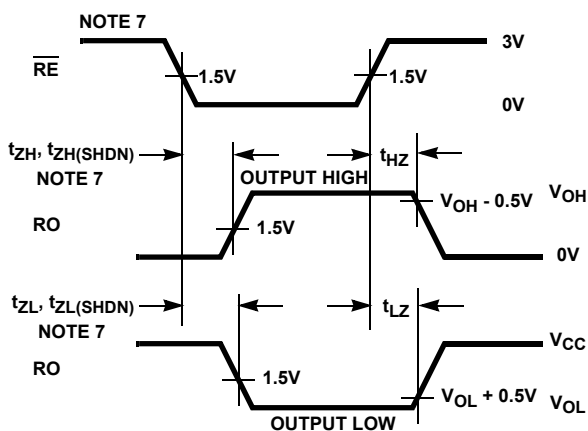 NOTE 7
3V
RE
1.5V
1.5V
0V
tZH, tZH(SHDN)
tHZ
NOTE 7
OUTPUT HIGH
VOH - 0.5V
VOH
RO
1.5V
0V
tZL, tZL(SHDN)
tLZ
NOTE 7
VCC
RO
1.5V
VOL + 0.5V
VOL
OUTPUT LOW